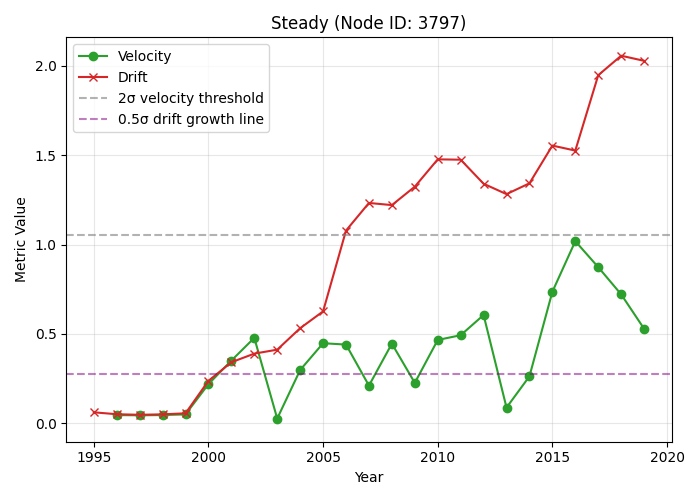 Steady (Node ID: 3797)
Velocity
Drift
2σ velocity threshold
0.5σ drift growth line
Metric Value
2.0
1.5
1.0
0.5
0.0
1995 2000 2005 2010 2015 2020
Year